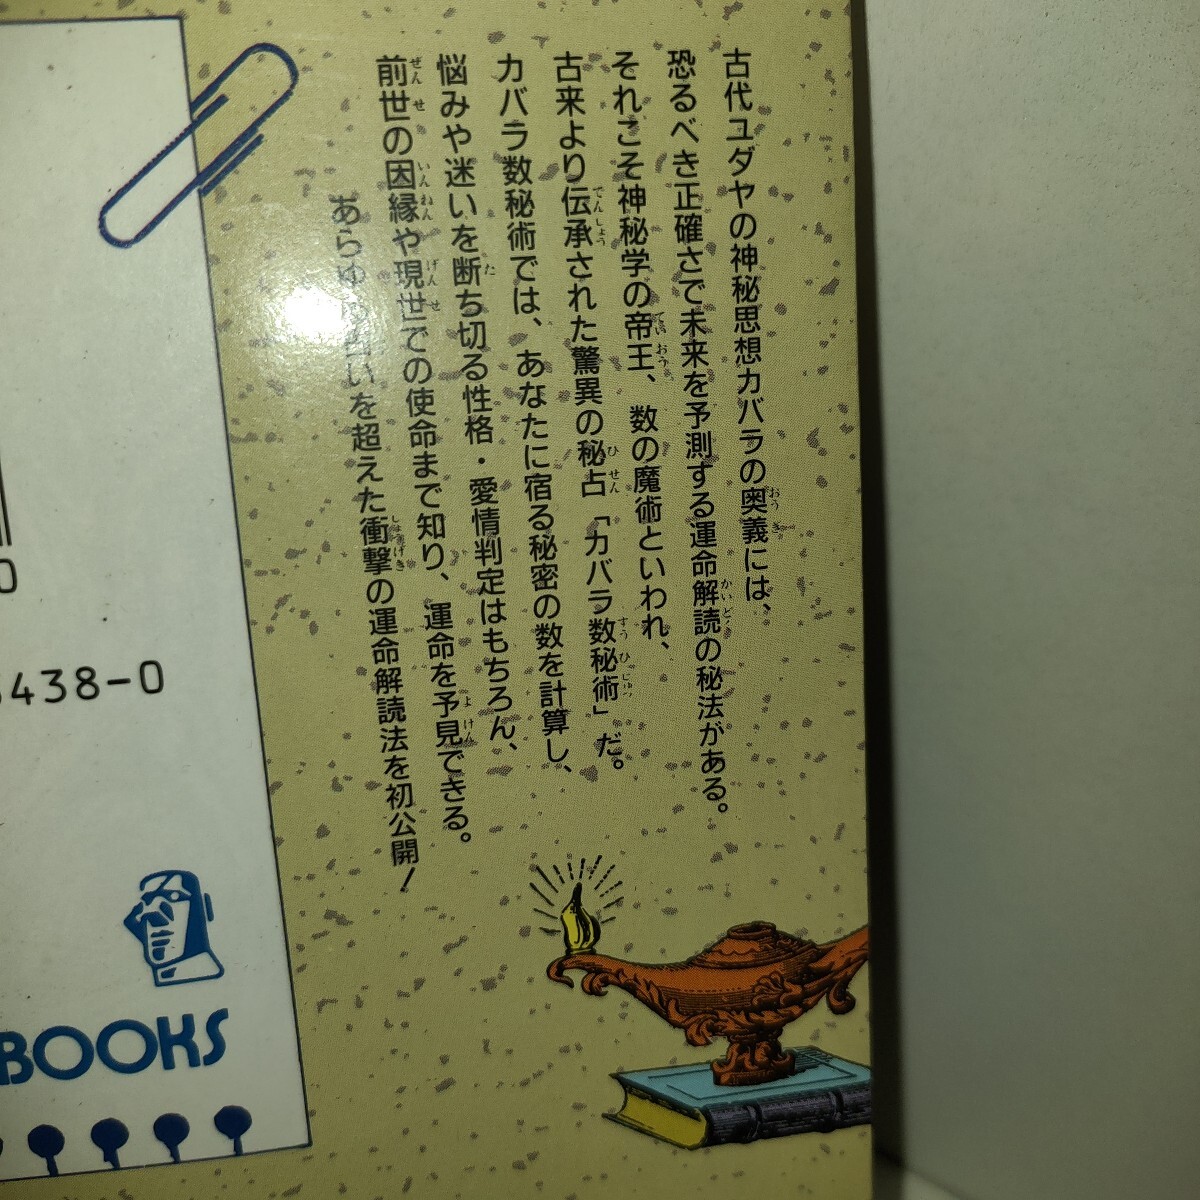 古代ユダヤの神秘思想カバラの奥義には、
恐るべき正確さで未来を予測する運命解読の秘法がある。
それこそ神秘学の帝王、数の魔術といわれ、
古来より伝承された驚異の秘占「カバラ数秘術」だ。
カバラ数秘術では、あなたに宿る秘密の数を計算し、
悩みや迷いを断ち切る性格・愛情判定はもちろん、
前世の因縁や現世での使命まで知り、運命を予見できる。
あらゆる占いを超えた衝撃の運命解読法を初公開!
0
438-0
BOOKS